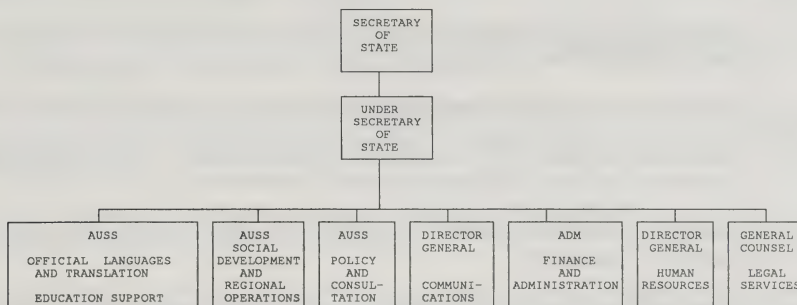 SECRETARY
OF
STATE
UNDER
SECRETARY
OF
STATE
AUSS
OFFICIAL LANGUAGES
AND TRANSLATION
EDUCATION SUPPORT
AUSS
SOCIAL
DEVELOPMENT
AND
REGIONAL
OPERATIONS
AUSS
POLICY
AND
CONSUL-
TATION
DIRECTOR
GENERAL
COMMUNI-
CATIONS
ADM
FINANCE
AND
ADMINISTRATION
DIRECTOR
GENERAL
HUMAN
RESOURCES
GENERAL
COUNSEL
LEGAL
SERVICES